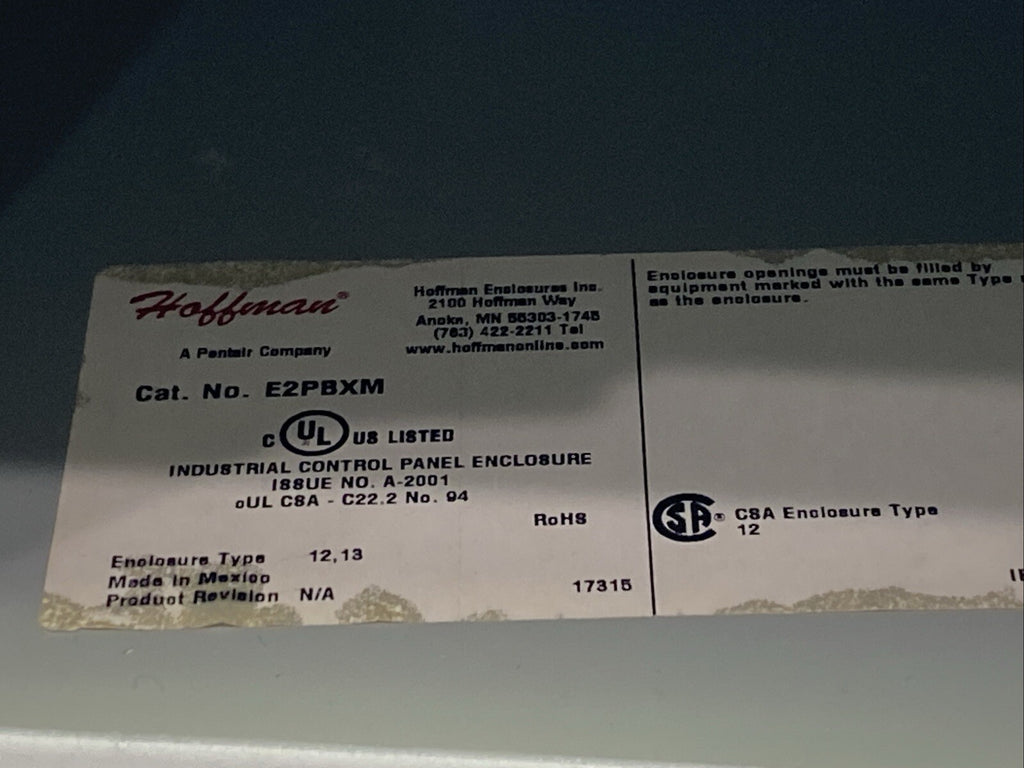 Hoffman®
A Pentair Company
Hoffman Enclosures Inc.
2100 Hoffman Way
Anoka, MN 55303-1745
(763) 422-2211 Tel
www.hoffmanonline.com
Cat. No. E2PBXM
C UL US LISTED
INDUSTRIAL CONTROL PANEL ENCLOSURE
ISSUE NO. A-2001
cUL CSA - C22.2 No. 94
RoHS
Enclosure Type 12,13
Made in Mexico
Product Revision N/A
17315
Enclosure openings must be filled by
equipment marked with the same Type
as the enclosure.
SA® CSA Enclosure Type
12